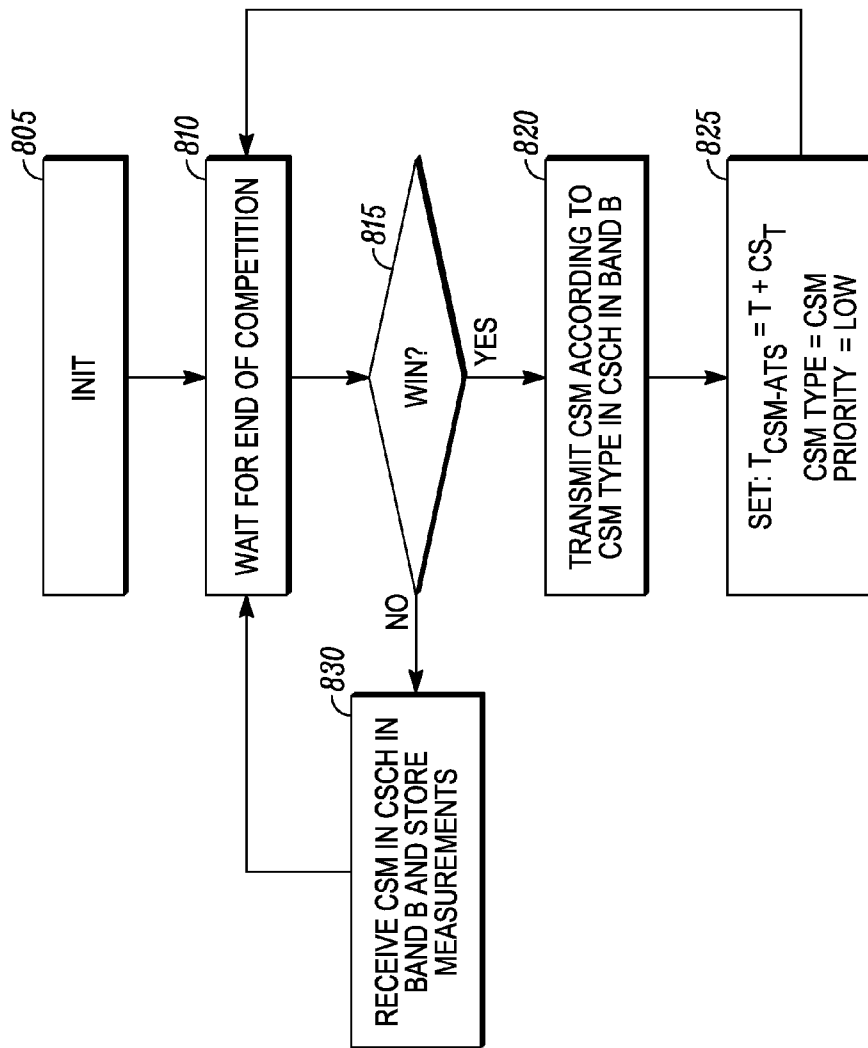 805
INIT
810
WAIT FOR END OF COMPETITION
815
WIN?
NO
YES
820
TRANSMIT CSM ACCORDING TO
CSM TYPE IN CSCH IN BAND B
825
SET: T_CSM-ATS = T + CS_T
CSM TYPE = CSM
PRIORITY = LOW
830
RECEIVE CSM IN CSCH IN
BAND B AND STORE
MEASUREMENTS